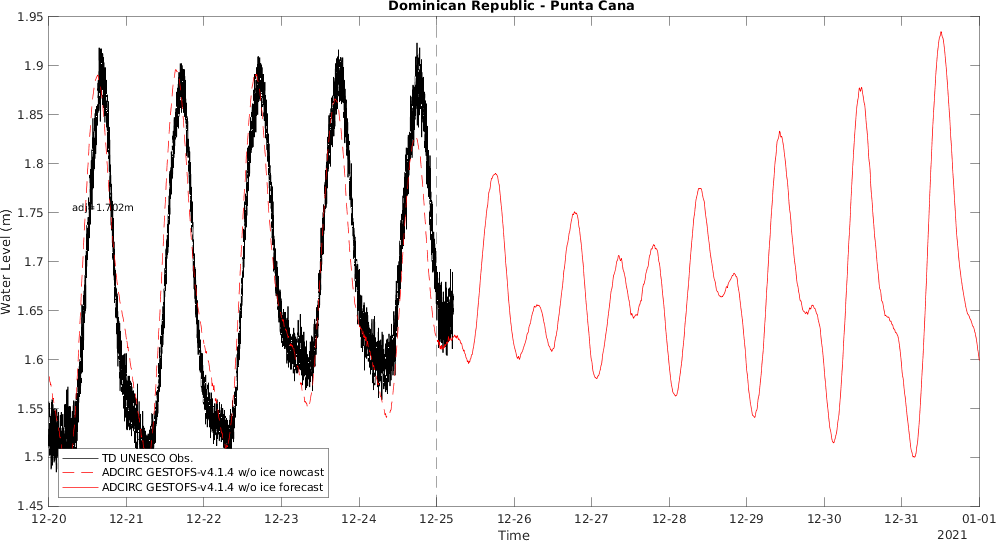 Dominican Republic - Punta Cana
1.95
1.9
1.85
1.8
1.75
1.7
1.65
1.6
1.55
1.5
1.45
Water Level (m)
adj=1.702m
TD UNESCO Obs.
ADCIRC GESTOFS-v4.1.4 w/o ice nowcast
ADCIRC GESTOFS-v4.1.4 w/o ice forecast
12-20 12-21 12-22 12-23 12-24 12-25 12-26 12-27 12-28 12-29 12-30 12-31 01-01
Time
2021